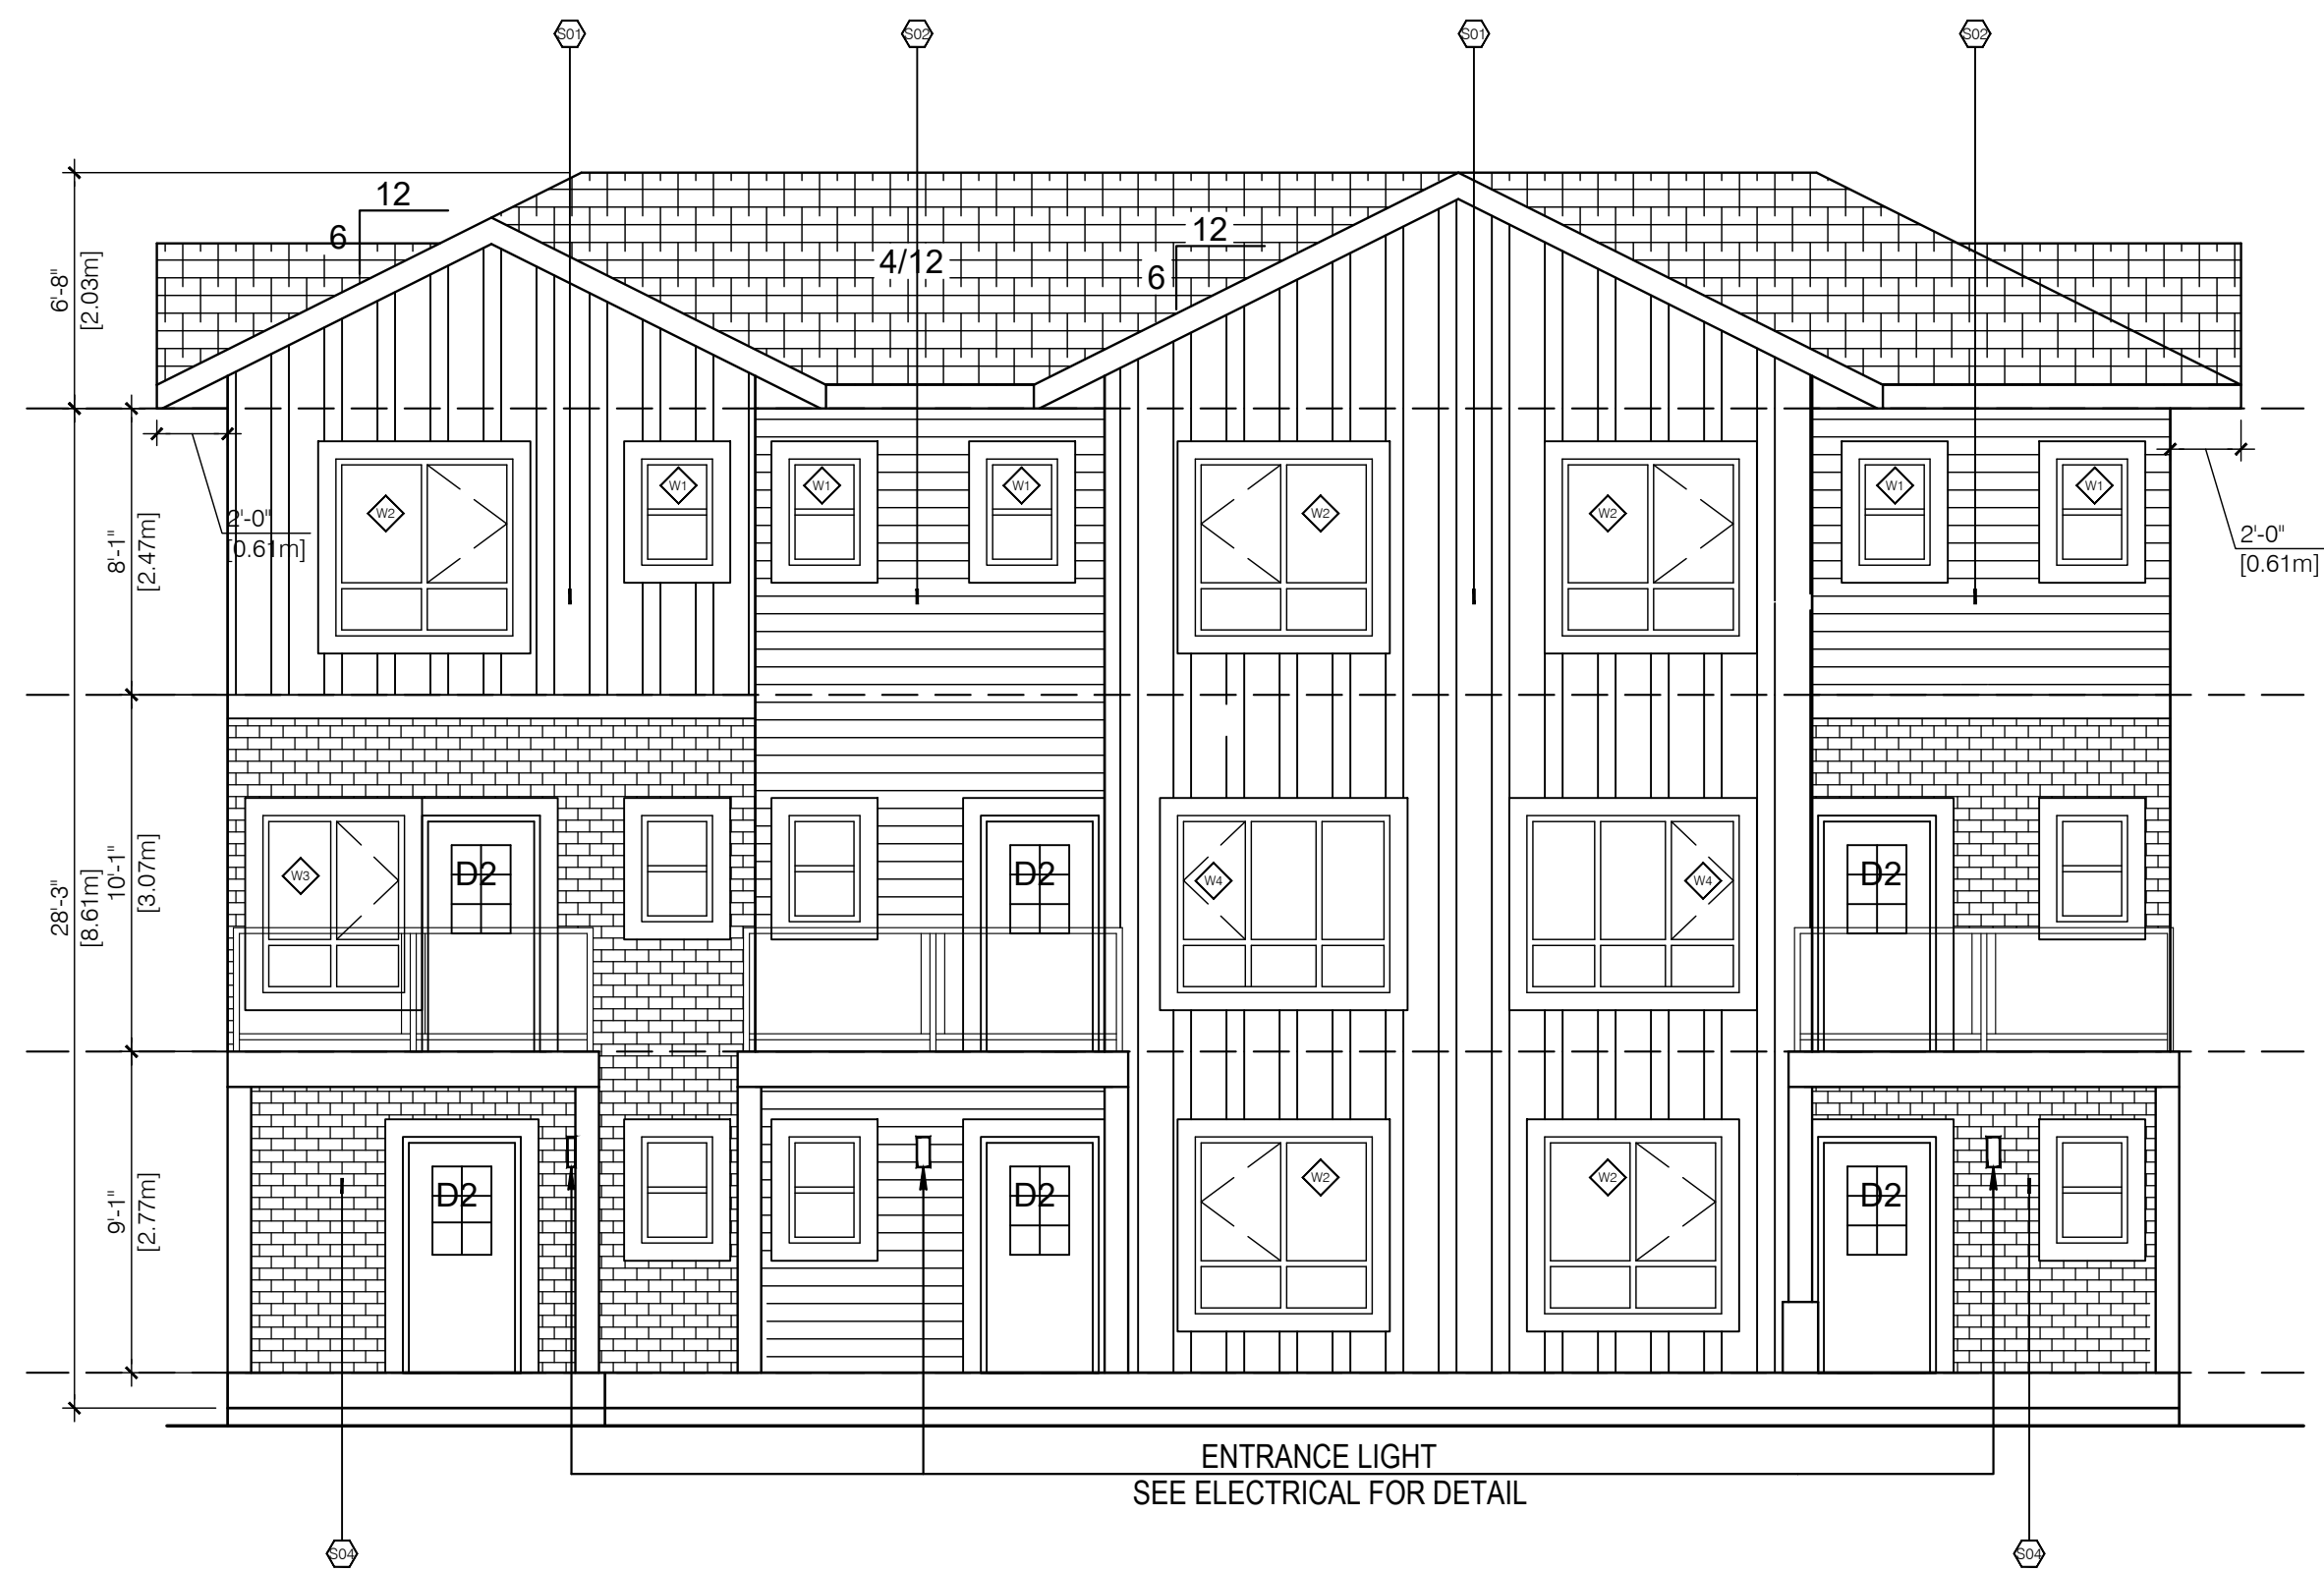 S01
S02
S01
S02
12
6
12
6
4/12
6'-8"
[2.03m]
8'-1"
[2.47m]
2'-0"
[0.61m]
2'-0"
[0.61m]
W2
W1
W1
W1
W2
W2
W1
W1
28'-3"
[8.61m]
10'-1"
[3.07m]
W3
D2
D2
W4
W4
D2
9'-1"
[2.77m]
D2
D2
W2
W2
D2
ENTRANCE LIGHT
SEE ELECTRICAL FOR DETAIL
S04
S04